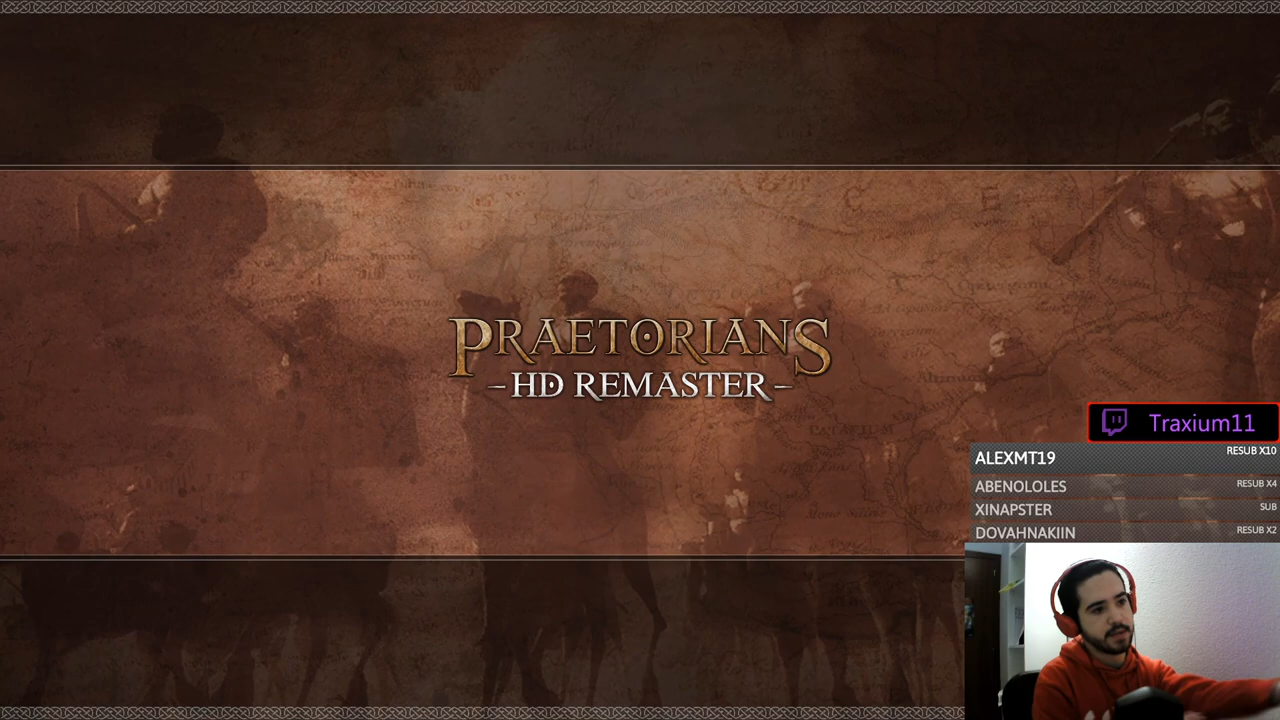 PRAETORIANS
-HD REMASTER-
Traxium11
ALEXMT19 RESUB X10
ABENOLOLES RESUB X4
XINAPSTER SUB
DOVAHNAKIIN RESUB X2